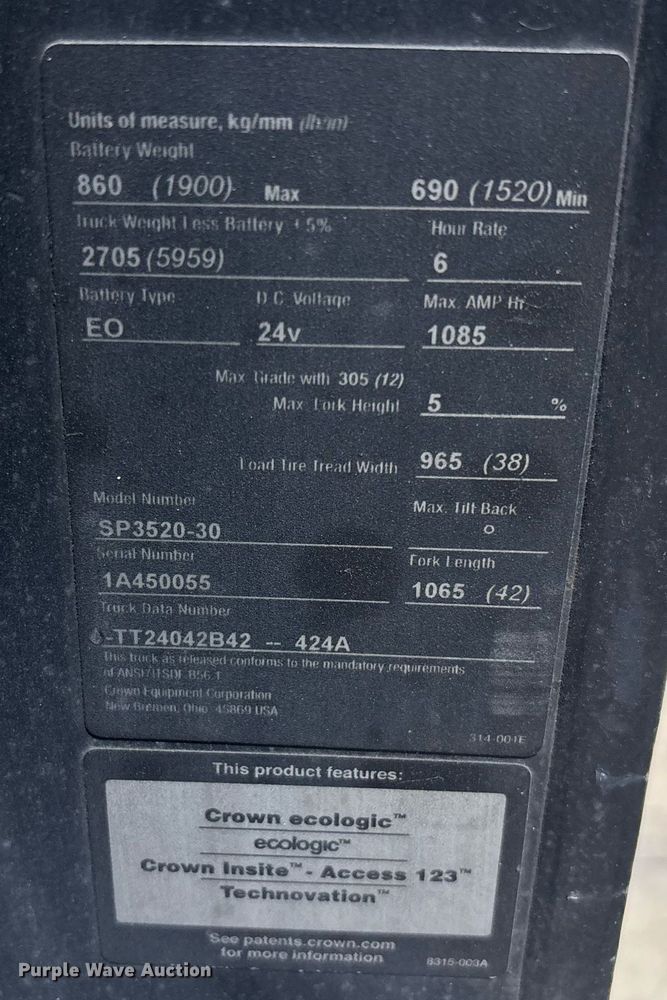 Units of measure, kg/mm (lb/in)
Battery Weight
860 (1900) Max 690 (1520) Min
Truck Weight Less Battery ± 5% Hour Rate
2705 (5959) 6
Battery Type D.C. Voltage Max. AMP Hr.
EO 24v 1085
Max Grade with 305 (12)
Max Fork Height 5 %
Load Tire Tread Width 965 (38)
Model Number Max. Tilt Back
SP3520-30 °
Serial Number Fork Length
1A450055 1065 (42)
Truck Data Number
-TT24042B42 -- 424A
This truck as released conforms to the mandatory requirements
of ANSI/ITSDF B56.1
Crown Equipment Corporation
New Bremen, Ohio 45869 USA
314-001E
This product features:
Crown ecologic™
ecologic™
Crown Insite™ - Access 123™
Technovation™
See patents.crown.com
for more information
8315-003A
Purple Wave Auction